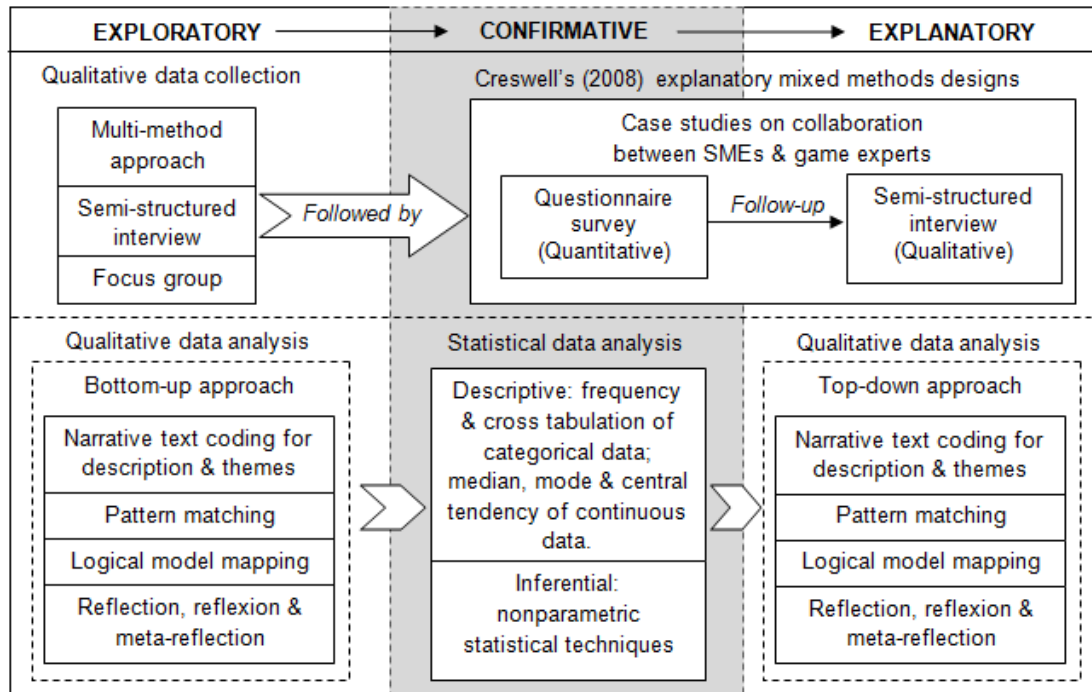 EXPLORATORY
CONFIRMATIVE
EXPLANATORY
Qualitative data collection
Multi-method
approach
Semi-structured
interview
Focus group
Followed by
Creswell's (2008) explanatory mixed methods designs
Case studies on collaboration
between SMEs & game experts
Questionnaire
survey
(Quantitative)
Follow-up
Semi-structured
interview
(Qualitative)
Qualitative data analysis
Bottom-up approach
Narrative text coding for
description & themes
Pattern matching
Logical model mapping
Reflection, reflexion &
meta-reflection
Statistical data analysis
Descriptive: frequency
& cross tabulation of
categorical data;
median, mode & central
tendency of continuous
data.
Inferential:
nonparametric
statistical techniques
Qualitative data analysis
Top-down approach
Narrative text coding for
description & themes
Pattern matching
Logical model mapping
Reflection, reflexion &
meta-reflection